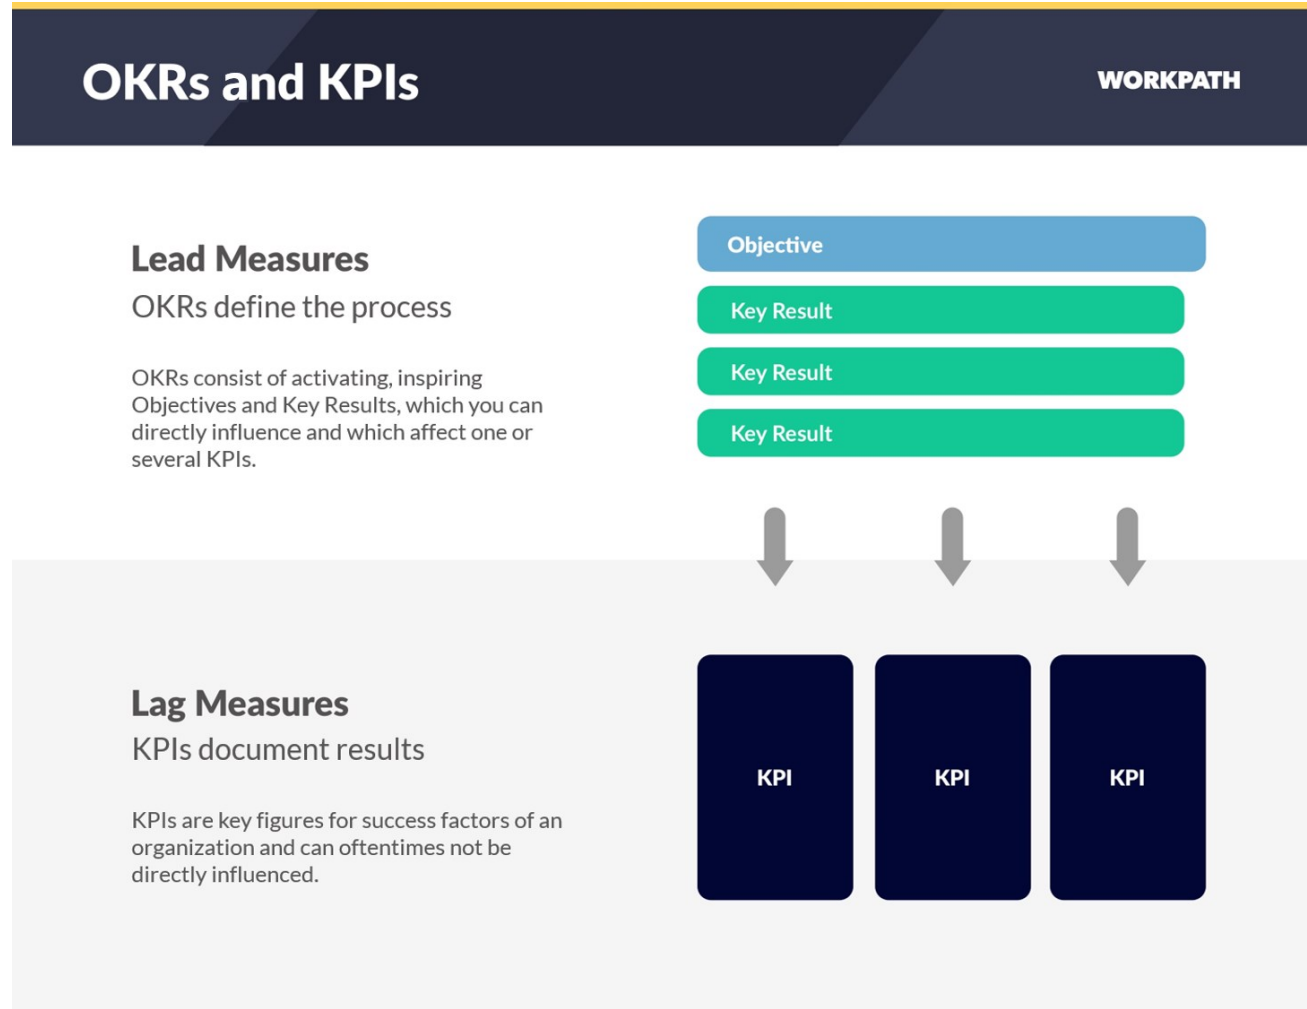 OKRs and KPIs
WORKPATH
Lead Measures
OKRs define the process
OKRs consist of activating, inspiring
Objectives and Key Results, which you can
directly influence and which affect one or
several KPIs.
Objective
Key Result
Key Result
Key Result
Lag Measures
KPIs document results
KPIs are key figures for success factors of an
organization and can oftentimes not be
directly influenced.
KPI
KPI
KPI